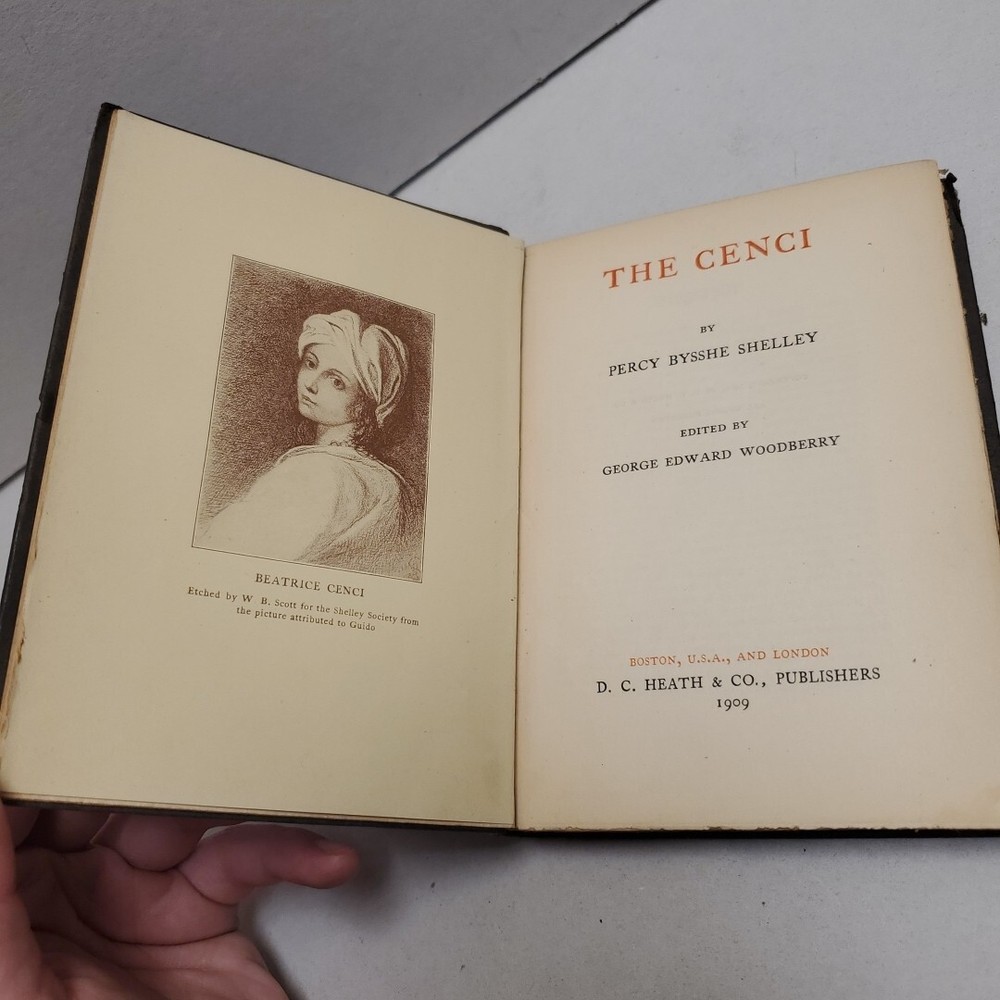 BEATRICE CENCI
Etched by W B. Scott for the Shelley Society from
the picture attributed to Guido
THE CENCI
BY
PERCY BYSSHE SHELLEY
EDITED BY
GEORGE EDWARD WOODBERRY
BOSTON, U.S.A., AND LONDON
D. C. HEATH & CO., PUBLISHERS
1909